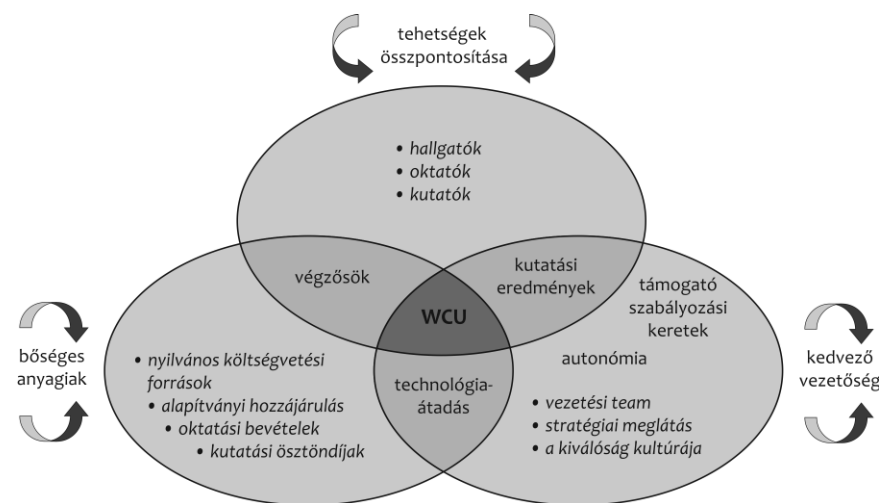 tehetségek
összpontosítása
• hallgatók
• oktatók
• kutatók
végzősök
kutatási
eredmények
támogató
szabályozási
keretek
WCU
bőséges
anyagiak
• nyilvános költségvetési
források
• alapítványi hozzájárulás
• oktatási bevételek
• kutatási ösztöndíjak
technológia-
átadás
autonómia
• vezetési team
• stratégiai meglátás
• a kiválóság kultúrája
kedvező
vezetőség